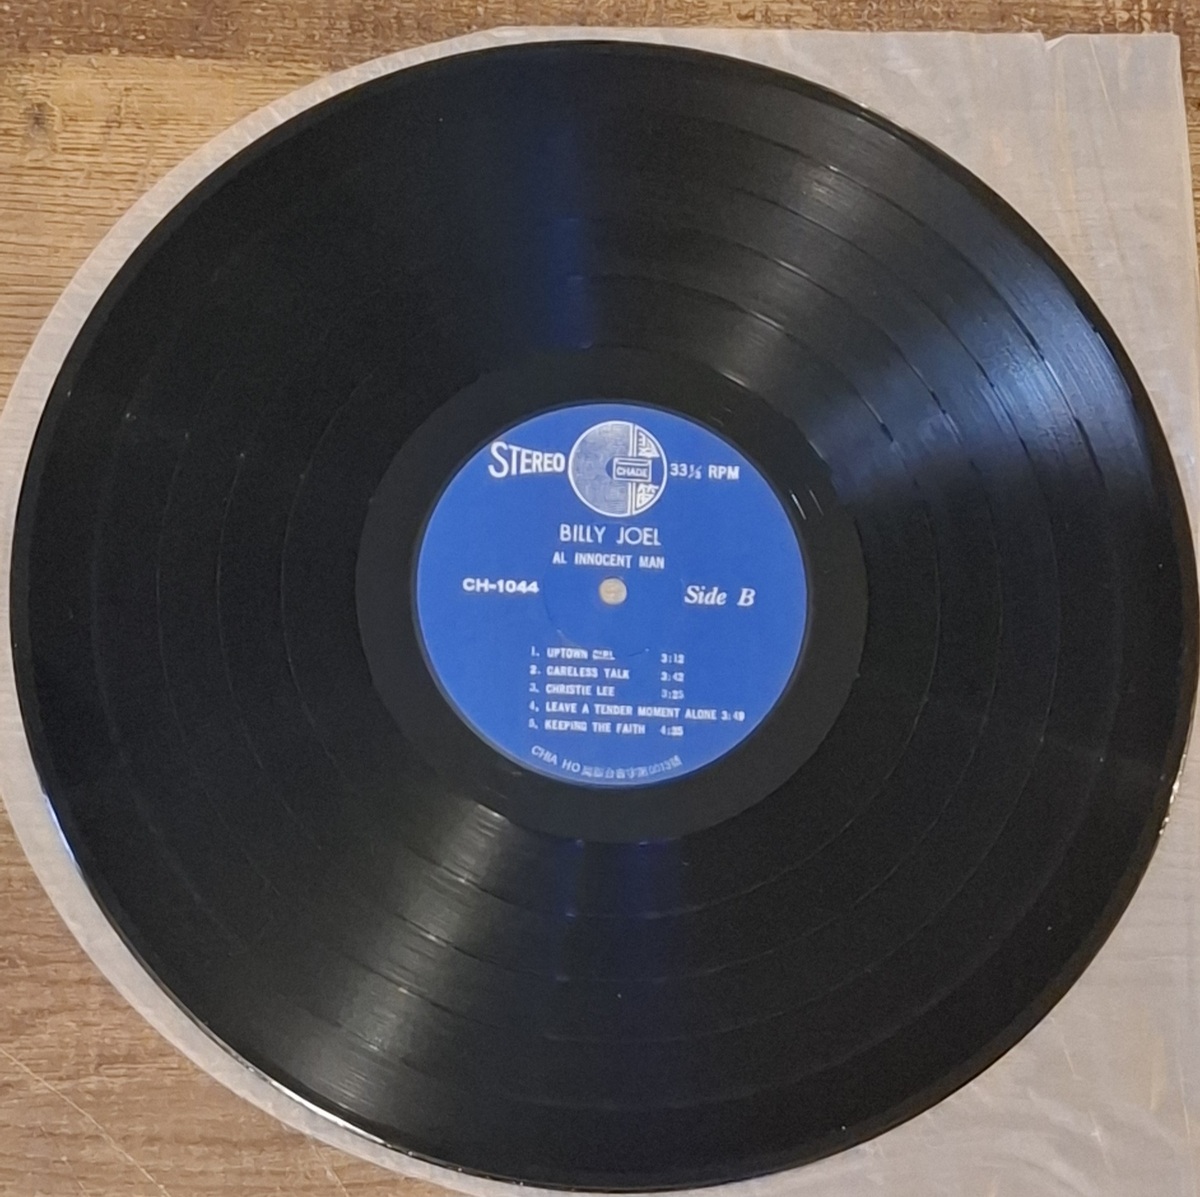 STEREO
CHADE
33⅓ RPM
BILLY JOEL
AL INNOCENT MAN
CH-1044
Side B
1. UPTOWN GIRL 3:12
2. CARELESS TALK 3:42
3. CHRISTIE LEE 3:25
4. LEAVE A TENDER MOMENT ALONE 3:49
5. KEEPING THE FAITH 4:35
CHIA HO